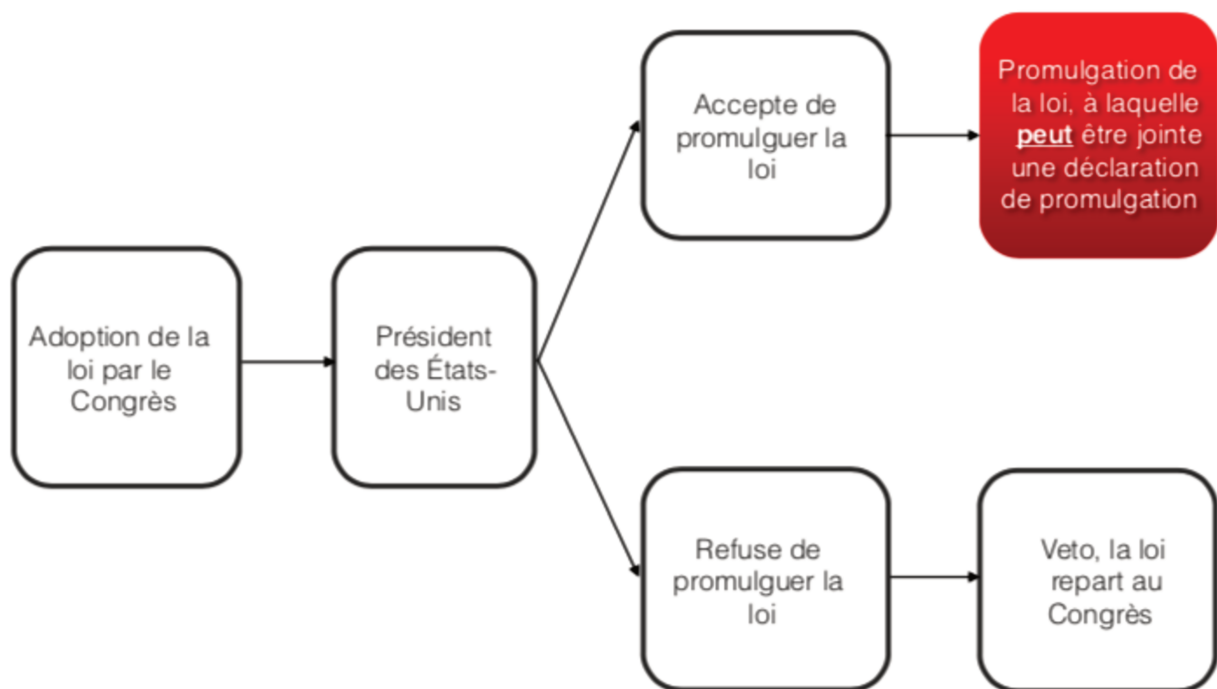 Adoption de la
loi par le
Congrès
Président
des États-
Unis
Accepte de
promulguer la
loi
Promulgation de
la loi, à laquelle
peut être jointe
une déclaration
de promulgation
Refuse de
promulguer la
loi
Veto, la loi
repart au
Congrès